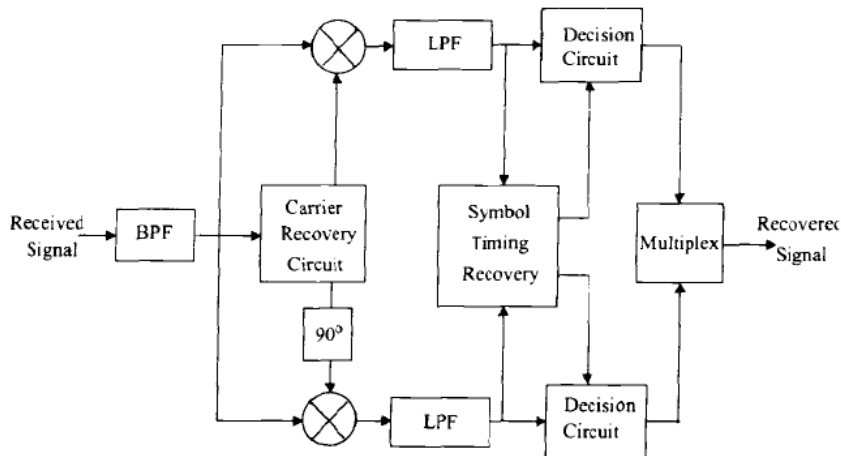 LPF
Decision
Circuit
Received
Signal
BPF
Carrier
Recovery
Circuit
Symbol
Timing
Recovery
Multiplex
Recovered
Signal
90°
LPF
Decision
Circuit